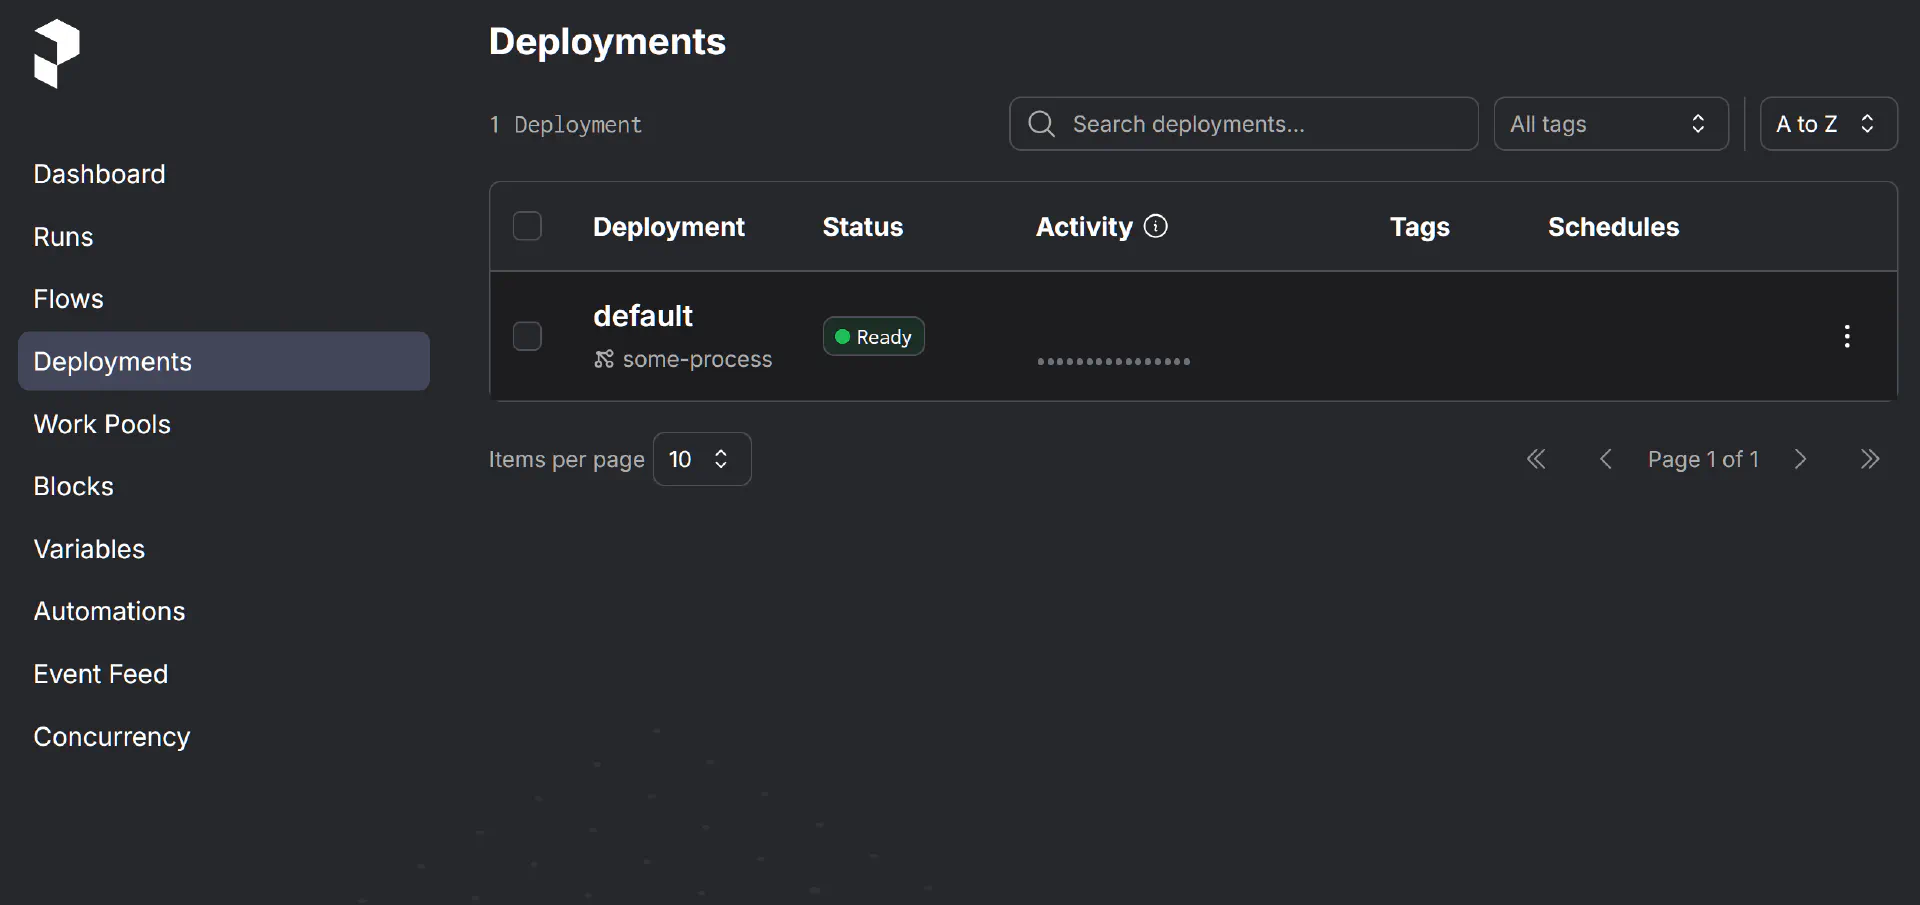 Deployments
1 Deployment
Search deployments...
All tags
A to Z
Dashboard
Runs
Flows
Deployments
Work Pools
Blocks
Variables
Automations
Event Feed
Concurrency
Deployment Status Activity Tags Schedules
default
some-process
Ready
Items per page 10
Page 1 of 1